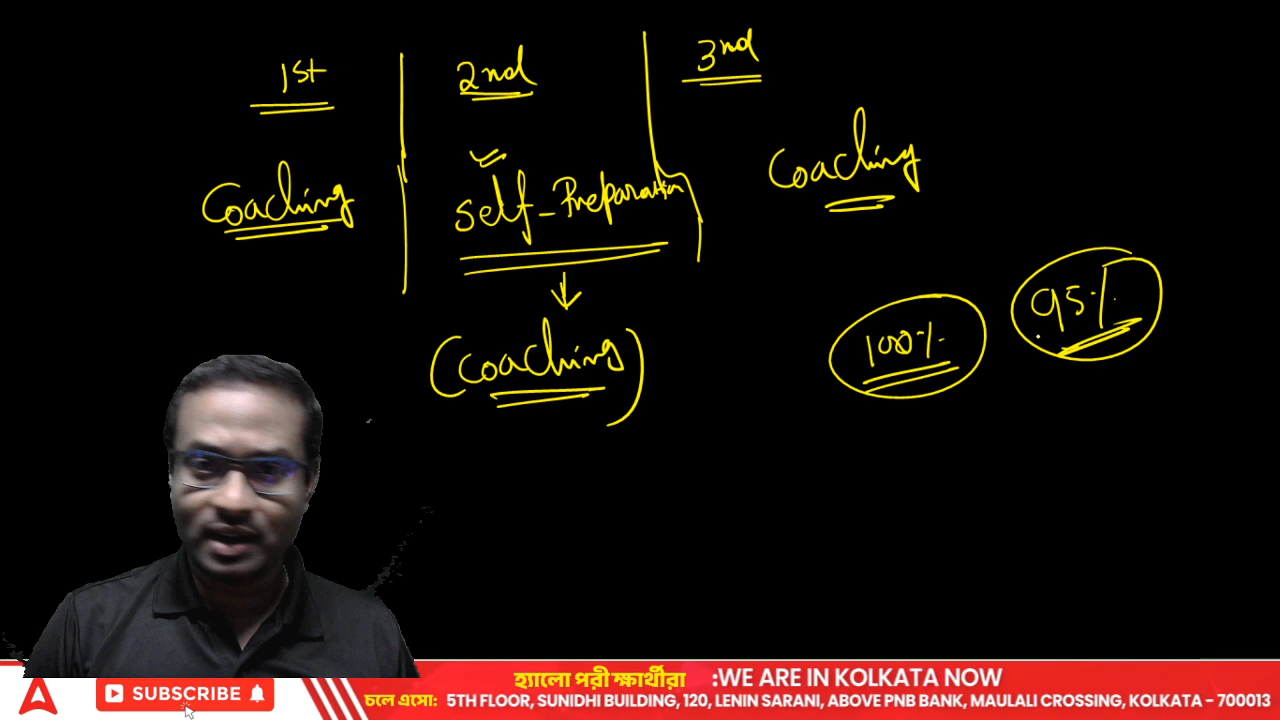 1st
2nd
3nd
Coaching
self-Preparation
Coaching
(Coaching)
100%
95%
হ্যালো পরীক্ষার্থীরা :WE ARE IN KOLKATA NOW
SUBSCRIBE
চলে এসো: 5TH FLOOR, SUNIDHI BUILDING, 120, LENIN SARANI, ABOVE PNB BANK, MAULALI CROSSING, KOLKATA - 700013